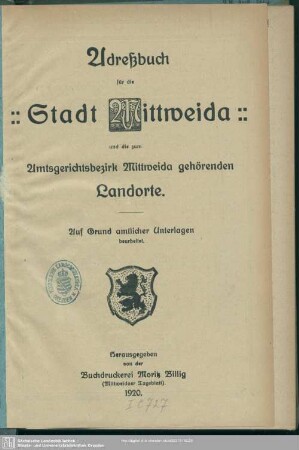 Adreßbuch
für die
:: Stadt Mittweida ::
und die zum
Amtsgerichtsbezirk Mittweida gehörenden
Landorte.
Auf Grund amtlicher Unterlagen
bearbeitet.
Herausgegeben
von der
Buchdruckerei Moritz Billig
(Mittweidaer Tageblatt).
1920.